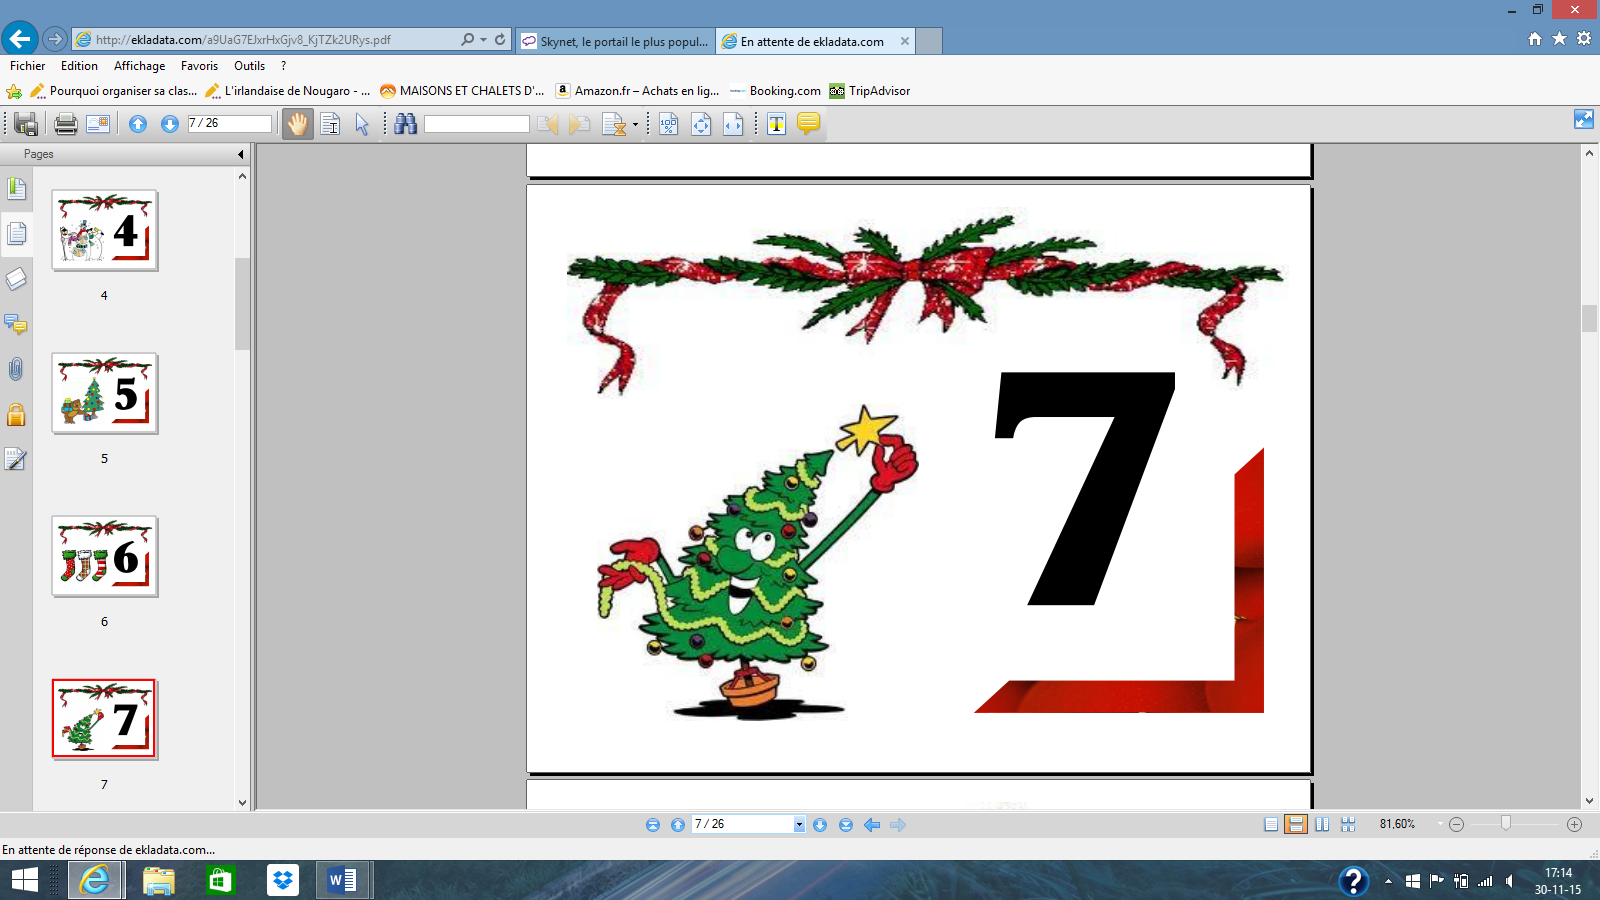 http://ekladata.com/a9UaG7EJxrHxGjv8_KjTZk2URys.pdf
Skynet, le portail le plus popul...
En attente de ekladata.com
Fichier Edition Affichage Favoris Outils ?
Pourquoi organiser sa clas... L'irlandaise de Nougaro - ... MAISONS ET CHALETS D'... Amazon.fr – Achats en lig... Booking.com TripAdvisor
7 / 26
Pages
4
4
5
5
6
6
7
7
7
7 / 26
81,60%
En attente de réponse de ekladata.com...
17:14
30-11-15